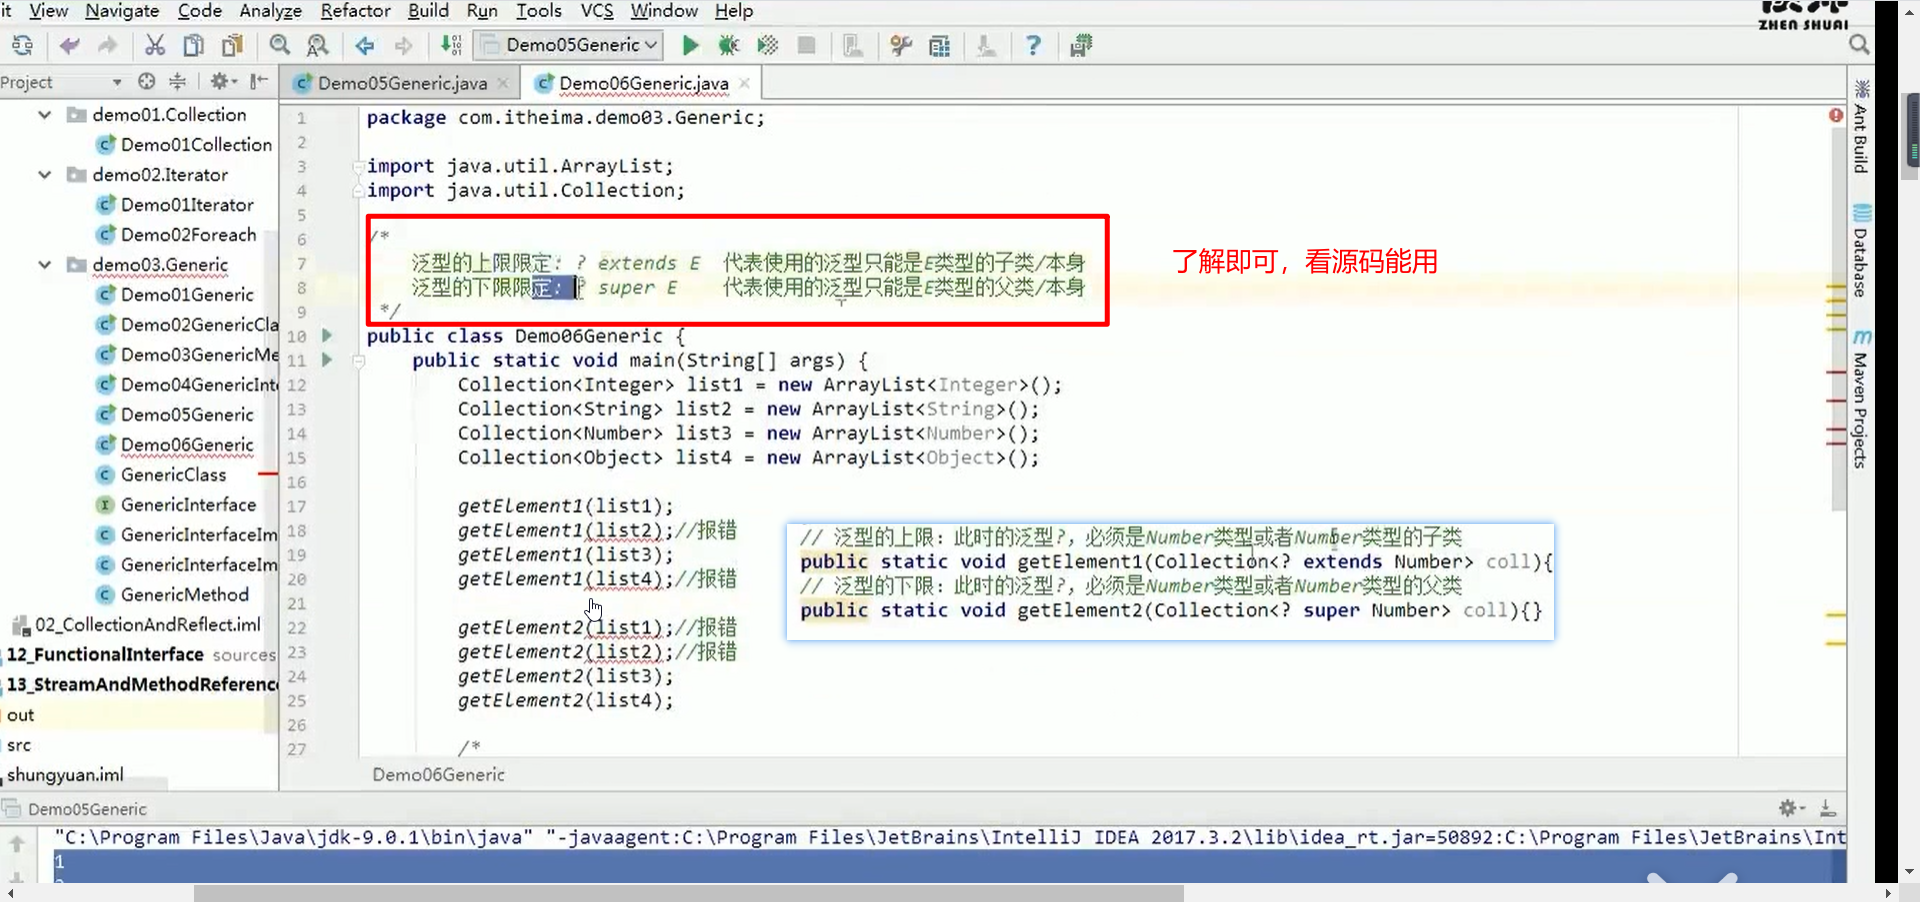 it View Navigate Code Analyze Refactor Build Run Tools VCS Window Help
ZHEN SHUAI
Demo05Generic
Project
Demo05Generic.java
Demo06Generic.java
demo01.Collection
Demo01Collection
demo02.Iterator
Demo01Iterator
Demo02Foreach
demo03.Generic
Demo01Generic
Demo02GenericCla
Demo03GenericMe
Demo04GenericInt
Demo05Generic
Demo06Generic
GenericClass
GenericInterface
GenericInterfaceIm
GenericInterfaceIm
GenericMethod
02_CollectionAndReflect.iml
12_FunctionalInterface sources
13_StreamAndMethodReference
out
src
shungyuan.iml
1 package com.itheima.demo03.Generic;
2
3 import java.util.ArrayList;
4 import java.util.Collection;
5
6 /*
7 泛型的上限限定: ? extends E 代表使用的泛型只能是E类型的子类/本身
8 泛型的下限限定: ? super E 代表使用的泛型只能是E类型的父类/本身
9 */
10 public class Demo06Generic {
11 public static void main(String[] args) {
12 Collection<Integer> list1 = new ArrayList<Integer>();
13 Collection<String> list2 = new ArrayList<String>();
14 Collection<Number> list3 = new ArrayList<Number>();
15 Collection<Object> list4 = new ArrayList<Object>();
16
17 getElement1(list1);
18 getElement1(list2);//报错
19 getElement1(list3);
20 getElement1(list4);//报错
21
22 getElement2(list1);//报错
23 getElement2(list2);//报错
24 getElement2(list3);
25 getElement2(list4);
26
27 /*
了解即可，看源码能用
// 泛型的上限：此时的泛型?，必须是Number类型或者Number类型的子类
public static void getElement1(Collection<? extends Number> coll){
// 泛型的下限：此时的泛型?，必须是Number类型或者Number类型的父类
public static void getElement2(Collection<? super Number> coll){}
Demo06Generic
Ant Build
Database
Maven Projects
Demo05Generic
"C:\Program Files\Java\jdk-9.0.1\bin\java" "-javaagent:C:\Program Files\JetBrains\IntelliJ IDEA 2017.3.2\lib\idea_rt.jar=50892:C:\Program Files\JetBrains\Int
1